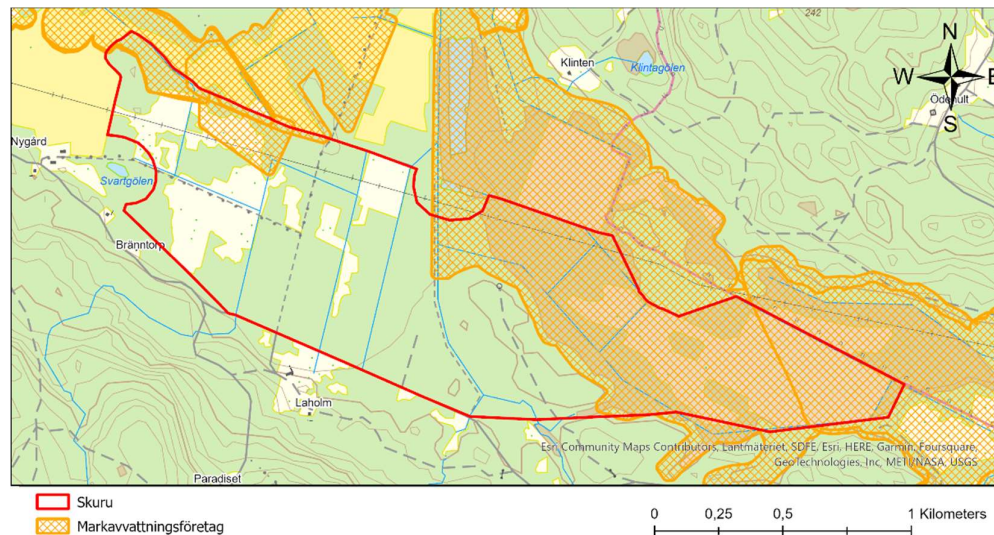 242
Klinten
Klintagölen
N
W E
S
Ödehult
Nygård
Svartgölen
Bränntorp
Laholm
Esri Community Maps Contributors, Lantmäteriet, SDFE, Esri, HERE, Garmin, Foursquare,
GeoTechnologies, Inc, METI/NASA, USGS
Paradiset
Skuru
Markavvattningsföretag
0 0,25 0,5 1 Kilometers